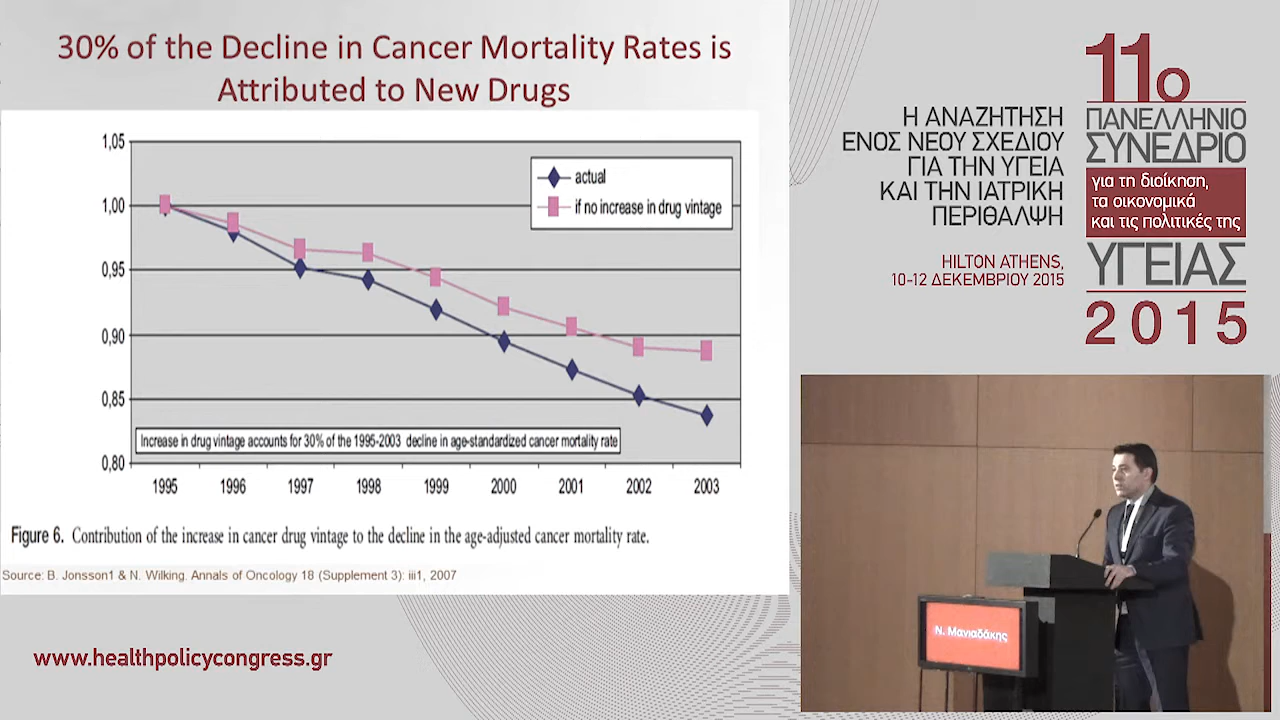 30% of the Decline in Cancer Mortality Rates is
Attributed to New Drugs
1,05
1,00
0,95
0,90
0,85
0,80
actual
if no increase in drug vintage
Increase in drug vintage accounts for 30% of the 1995-2003 decline in age-standardized cancer mortality rate
1995 1996 1997 1998 1999 2000 2001 2002 2003
Figure 6. Contribution of the increase in cancer drug vintage to the decline in the age-adjusted cancer mortality rate.
Source: B. Jonsson1 & N. Wilking. Annals of Oncology 18 (Supplement 3): iii1, 2007
www.healthpolicycongress.gr
Η ΑΝΑΖΗΤΗΣΗ
ΕΝΟΣ ΝΕΟΥ ΣΧΕΔΙΟΥ
ΓΙΑ ΤΗΝ ΥΓΕΙΑ
ΚΑΙ ΤΗΝ ΙΑΤΡΙΚΗ
ΠΕΡΙΘΑΛΨΗ
HILTON ATHENS,
10-12 ΔΕΚΕΜΒΡΙΟΥ 2015
11ο
ΠΑΝΕΛΛΗΝΙΟ
ΣΥΝΕΔΡΙΟ
για τη διοίκηση,
τα οικονομικά
και τις πολιτικές της
ΥΓΕΙΑΣ
2015
Ν. Μανιαδάκης